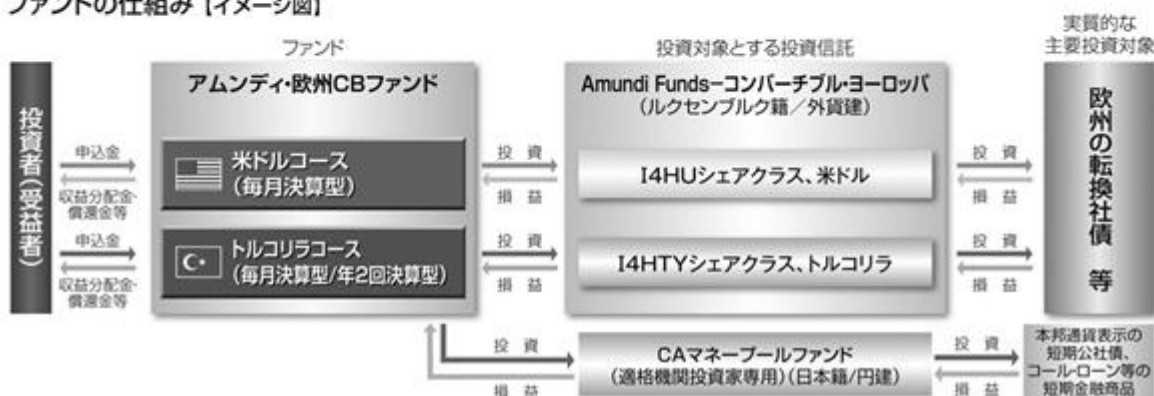 ファンドの仕組み【イメージ図】
ファンド
投資対象とする投資信託
実質的な
主要投資対象
投資者(受益者)
申込金
収益分配金・
償還金等
申込金
収益分配金・
償還金等
アムンディ・欧州CBファンド
米ドルコース
(毎月決算型)
トルコリラコース
(毎月決算型/年2回決算型)
投資
損益
投資
損益
Amundi Funds−コンバーチブル・ヨーロッパ
(ルクセンブルク籍/外貨建)
I4HUシェアクラス、米ドル
I4HTYシェアクラス、トルコリラ
投資
損益
投資
損益
欧州の転換社債 等
投資
損益
CAマネープールファンド
(適格機関投資家専用)(日本籍/円建)
投資
損益
本邦通貨表示の
短期公社債、
コール・ローン等の
短期金融商品